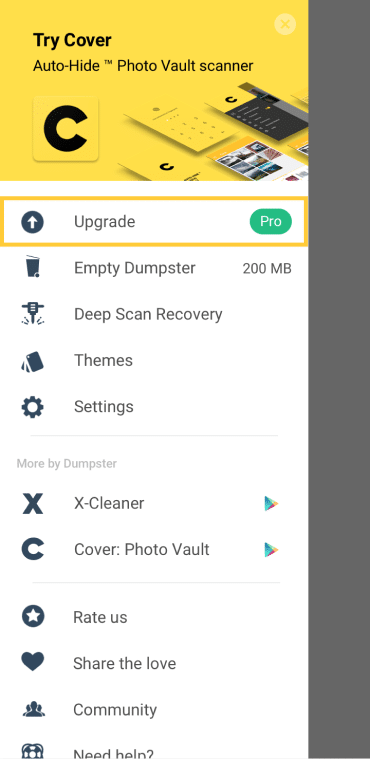 Try Cover
Auto-Hide ™ Photo Vault scanner
Upgrade Pro
Empty Dumpster 200 MB
Deep Scan Recovery
Themes
Settings
More by Dumpster
X-Cleaner
Cover: Photo Vault
Rate us
Share the love
Community
Need help?